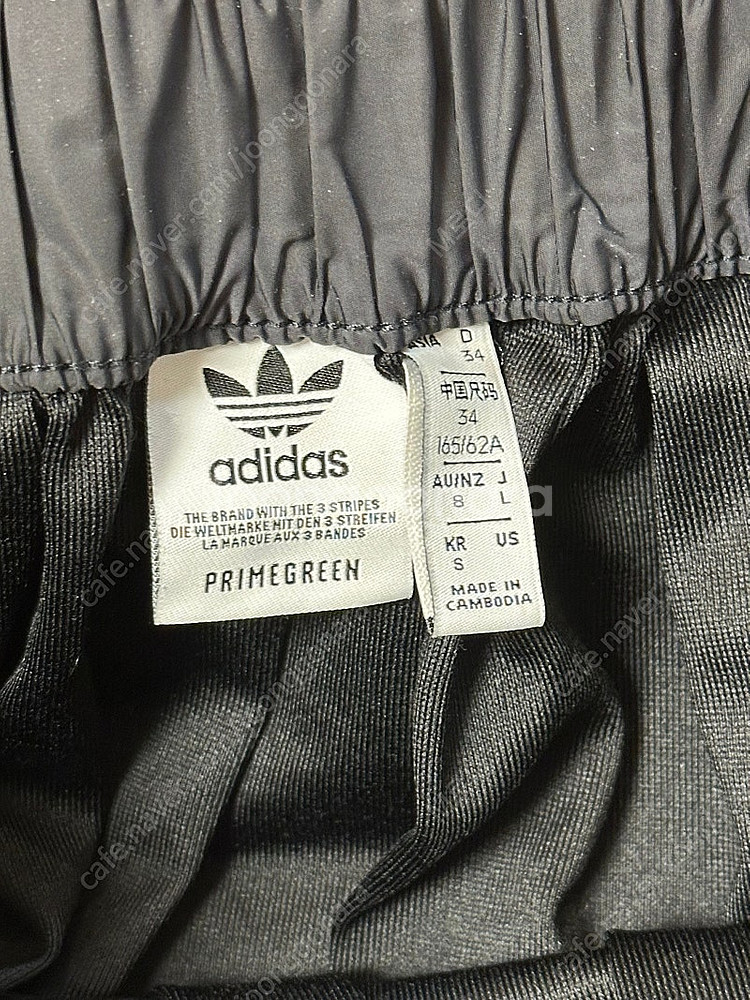 adidas
THE BRAND WITH THE 3 STRIPES
DIE WELTMARKE MIT DEN 3 STREIFEN
LA MARQUE AUX 3 BANDES
PRIMEGREEN
D
34
中国尺码
34
165/62A
AU/NZ J
8 L
KR US
S
MADE IN
CAMBODIA
cafe.naver.com/joonggonara